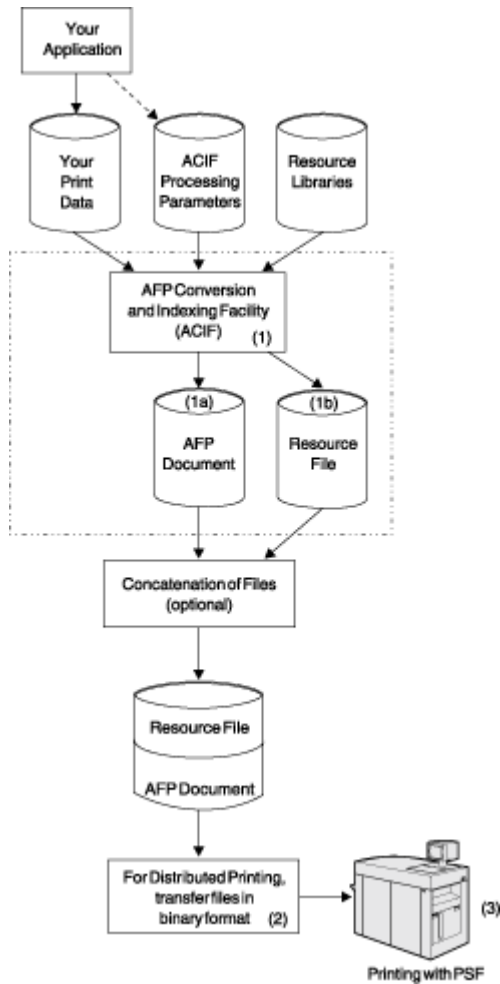 Your
Application
Your
Print
Data
ACIF
Processing
Parameters
Resource
Libraries
AFP Conversion
and Indexing Facility
(ACIF)
(1)
(1a)
AFP
Document
(1b)
Resource
File
Concatenation of Files
(optional)
Resource File
AFP Document
For Distributed Printing,
transfer files in
binary format
(2)
(3)
Printing with PSF